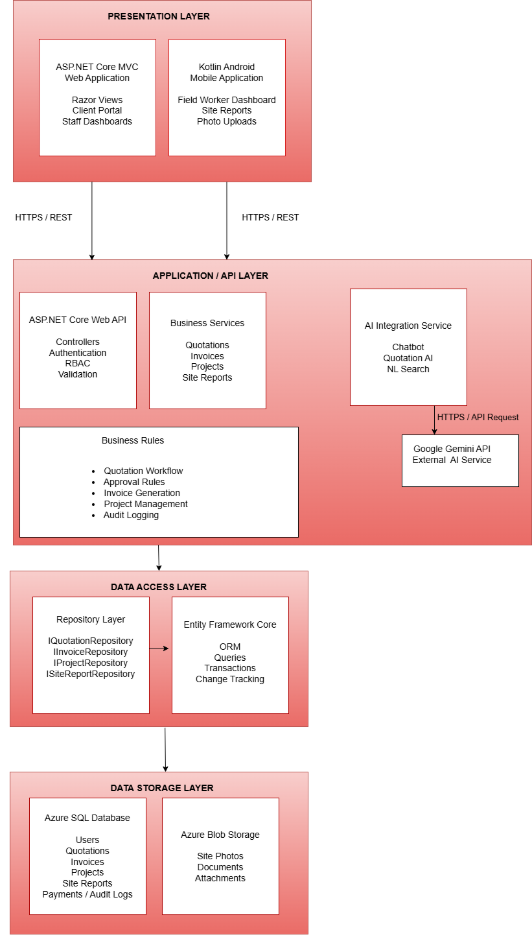 PRESENTATION LAYER
ASP.NET Core MVC
Web Application
Razor Views
Client Portal
Staff Dashboards
Kotlin Android
Mobile Application
Field Worker Dashboard
Site Reports
Photo Uploads
HTTPS / REST
HTTPS / REST
APPLICATION / API LAYER
ASP.NET Core Web API
Controllers
Authentication
RBAC
Validation
Business Services
Quotations
Invoices
Projects
Site Reports
AI Integration Service
Chatbot
Quotation AI
NL Search
HTTPS / API Request
Google Gemini API
External AI Service
Business Rules
• Quotation Workflow
• Approval Rules
• Invoice Generation
• Project Management
• Audit Logging
DATA ACCESS LAYER
Repository Layer
IQuotationRepository
IInvoiceRepository
IProjectRepository
ISiteReportRepository
Entity Framework Core
ORM
Queries
Transactions
Change Tracking
DATA STORAGE LAYER
Azure SQL Database
Users
Quotations
Invoices
Projects
Site Reports
Payments / Audit Logs
Azure Blob Storage
Site Photos
Documents
Attachments